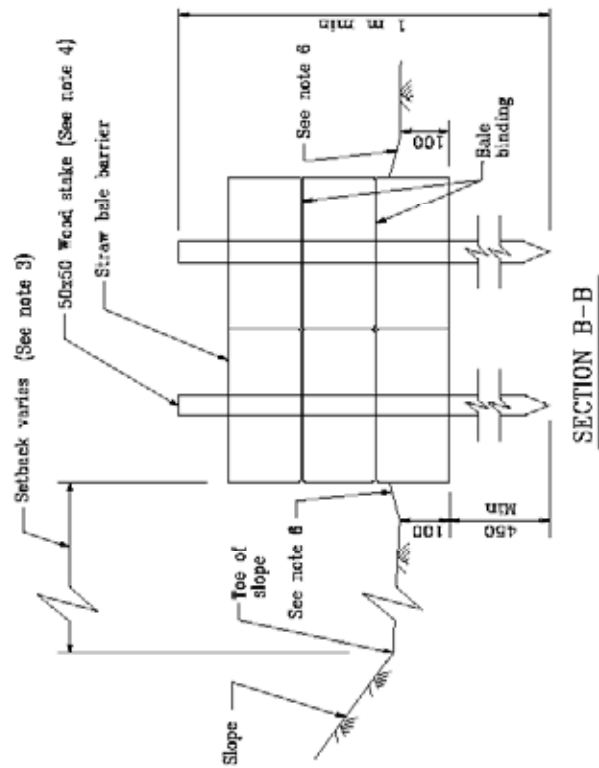 Setback varies (See note 3)
50x50 Wood stake (See note 4)
Straw bale barrier
See note 6
1 m min
100
Bale
binding
Slope
Toe of
slope
See note 6
100
450
Min
SECTION B-B